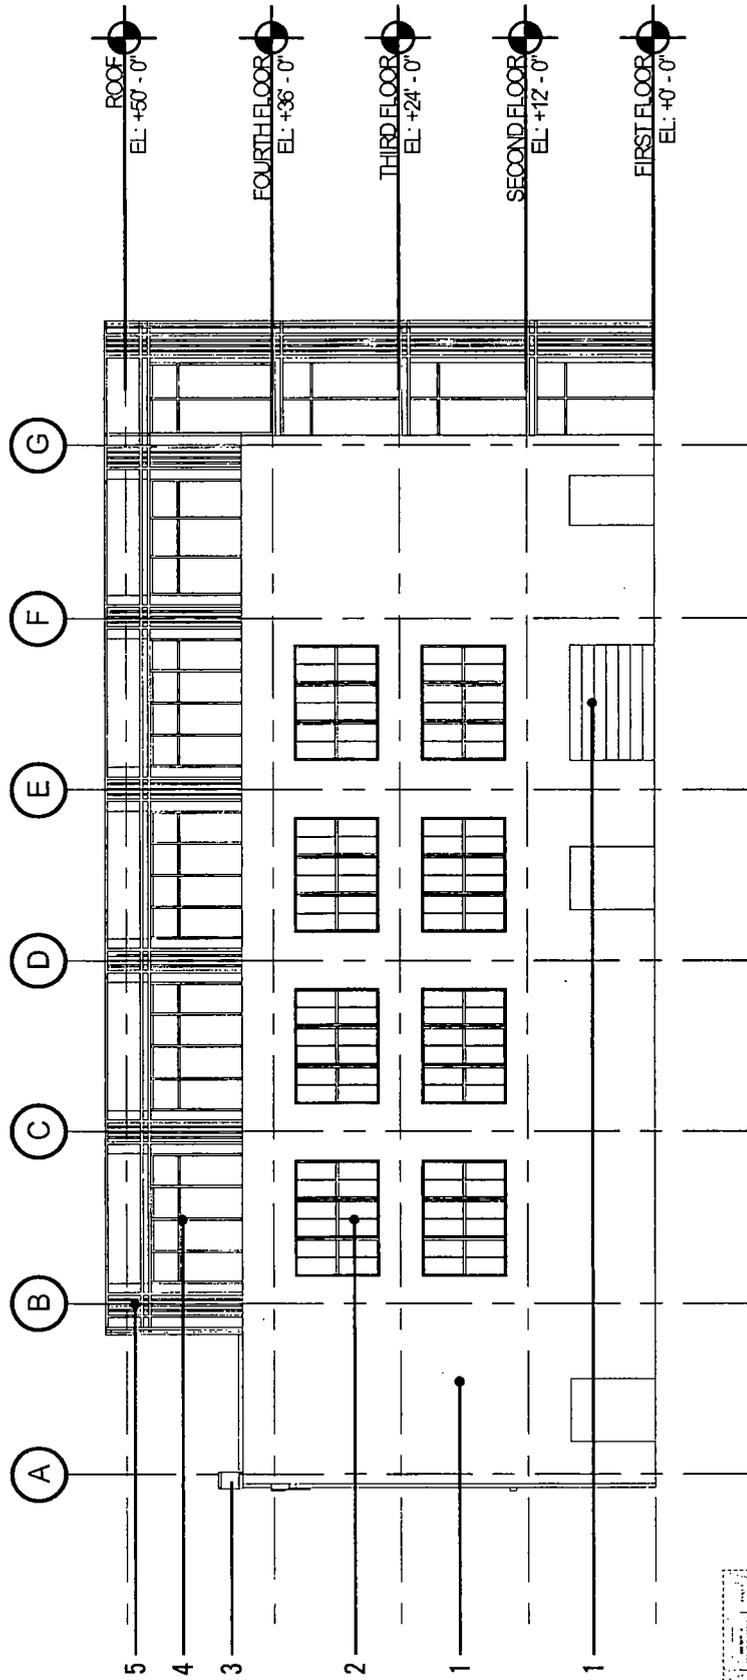 A B C D E F G
ROOF
EL: +50' - 0"
FOURTH FLOOR
EL: +36' - 0"
THIRD FLOOR
EL: +24' - 0"
SECOND FLOOR
EL: +12' - 0"
FIRST FLOOR
EL: +0' - 0"
5
4
3
2
1
1